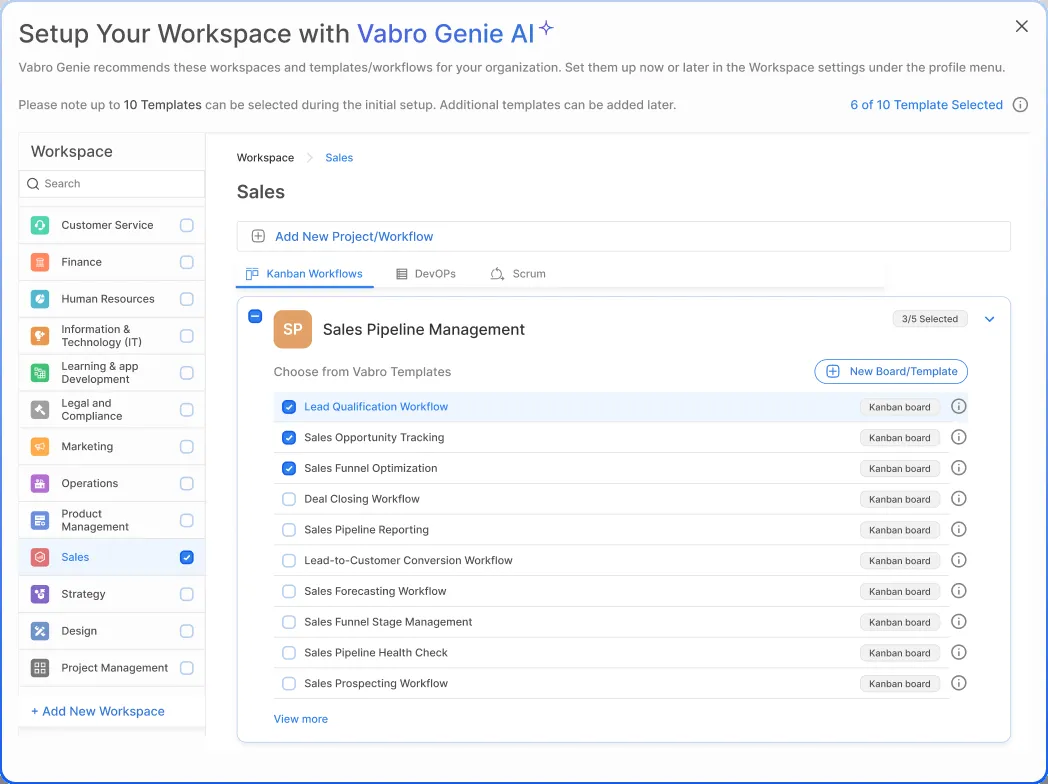 Setup Your Workspace with Vabro Genie AI
Vabro Genie recommends these workspaces and templates/workflows for your organization. Set them up now or later in the Workspace settings under the profile menu.
Please note up to 10 Templates can be selected during the initial setup. Additional templates can be added later.
6 of 10 Template Selected
Workspace
Search
Customer Service
Finance
Human Resources
Information &
Technology (IT)
Learning & app
Development
Legal and
Compliance
Marketing
Operations
Product
Management
Sales
Strategy
Design
Project Management
+ Add New Workspace
Workspace > Sales
Sales
Add New Project/Workflow
Kanban Workflows DevOPs Scrum
SP Sales Pipeline Management 3/5 Selected
Choose from Vabro Templates New Board/Template
Lead Qualification Workflow Kanban board
Sales Opportunity Tracking Kanban board
Sales Funnel Optimization Kanban board
Deal Closing Workflow Kanban board
Sales Pipeline Reporting Kanban board
Lead-to-Customer Conversion Workflow Kanban board
Sales Forecasting Workflow Kanban board
Sales Funnel Stage Management Kanban board
Sales Pipeline Health Check Kanban board
Sales Prospecting Workflow Kanban board
View more